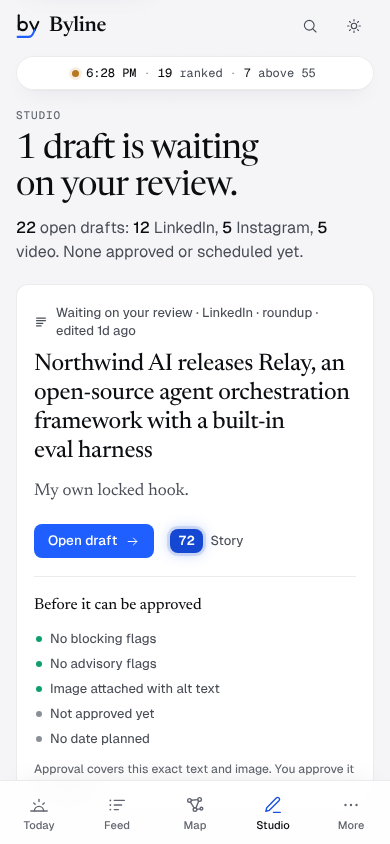 by Byline
6:28 PM · 19 ranked · 7 above 55
STUDIO
1 draft is waiting
on your review.
22 open drafts: 12 LinkedIn, 5 Instagram, 5
video. None approved or scheduled yet.
Waiting on your review · LinkedIn · roundup ·
edited 1d ago
Northwind AI releases Relay, an
open-source agent orchestration
framework with a built-in
eval harness
My own locked hook.
Open draft → 72 Story
Before it can be approved
No blocking flags
No advisory flags
Image attached with alt text
Not approved yet
No date planned
Approval covers this exact text and image. You approve it
Today Feed Map Studio More